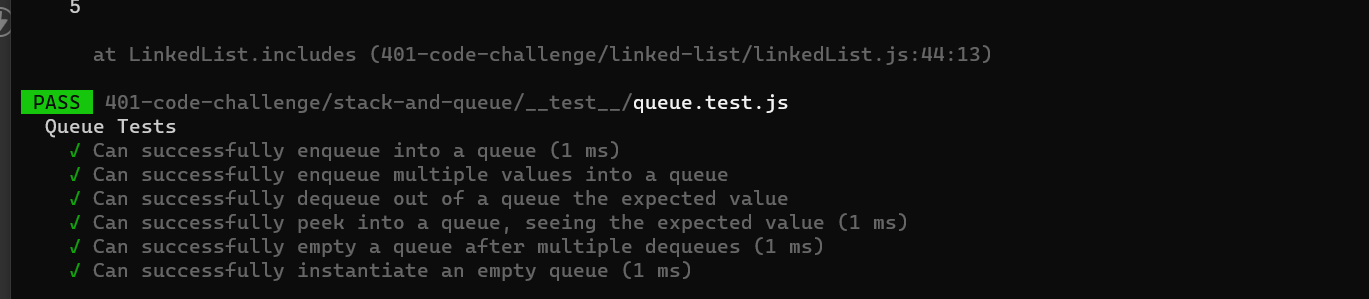 5
at LinkedList.includes (401-code-challenge/linked-list/linkedList.js:44:13)
PASS 401-code-challenge/stack-and-queue/__test__/queue.test.js
Queue Tests
√ Can successfully enqueue into a queue (1 ms)
√ Can successfully enqueue multiple values into a queue
√ Can successfully dequeue out of a queue the expected value
√ Can successfully peek into a queue, seeing the expected value (1 ms)
√ Can successfully empty a queue after multiple dequeues (1 ms)
√ Can successfully instantiate an empty queue (1 ms)